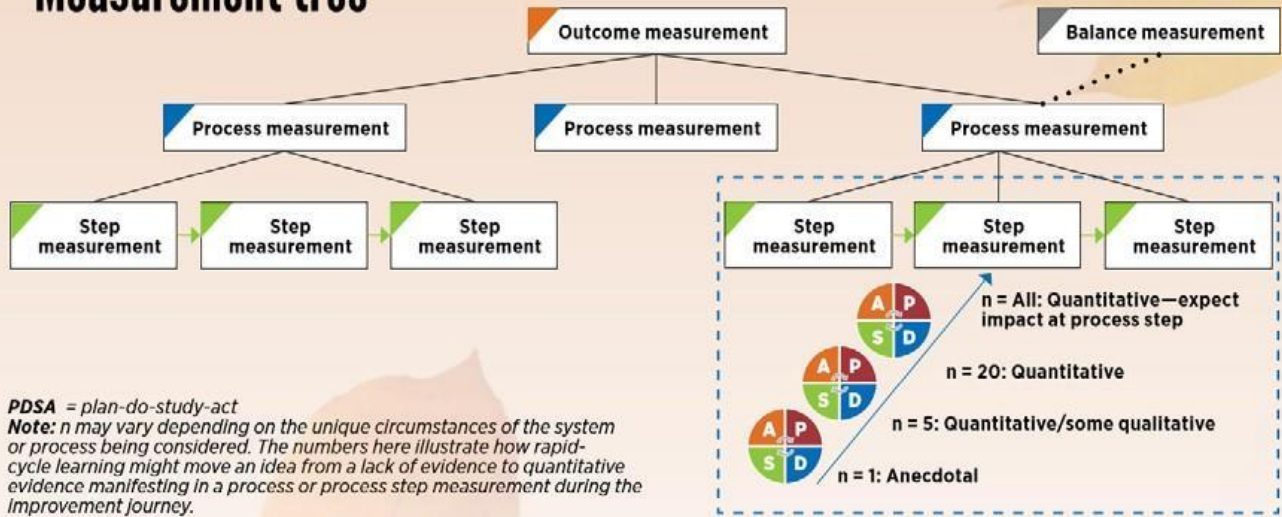 Measurement tree
Outcome measurement
Balance measurement
Process measurement
Process measurement
Process measurement
Step
measurement
Step
measurement
Step
measurement
Step
measurement
Step
measurement
Step
measurement
A P
S D
A P
S D
A P
S D
n = All: Quantitative—expect
impact at process step
n = 20: Quantitative
n = 5: Quantitative/some qualitative
n = 1: Anecdotal
PDSA = plan-do-study-act
Note: n may vary depending on the unique circumstances of the system
or process being considered. The numbers here illustrate how rapid-
cycle learning might move an idea from a lack of evidence to quantitative
evidence manifesting in a process or process step measurement during the
improvement journey.